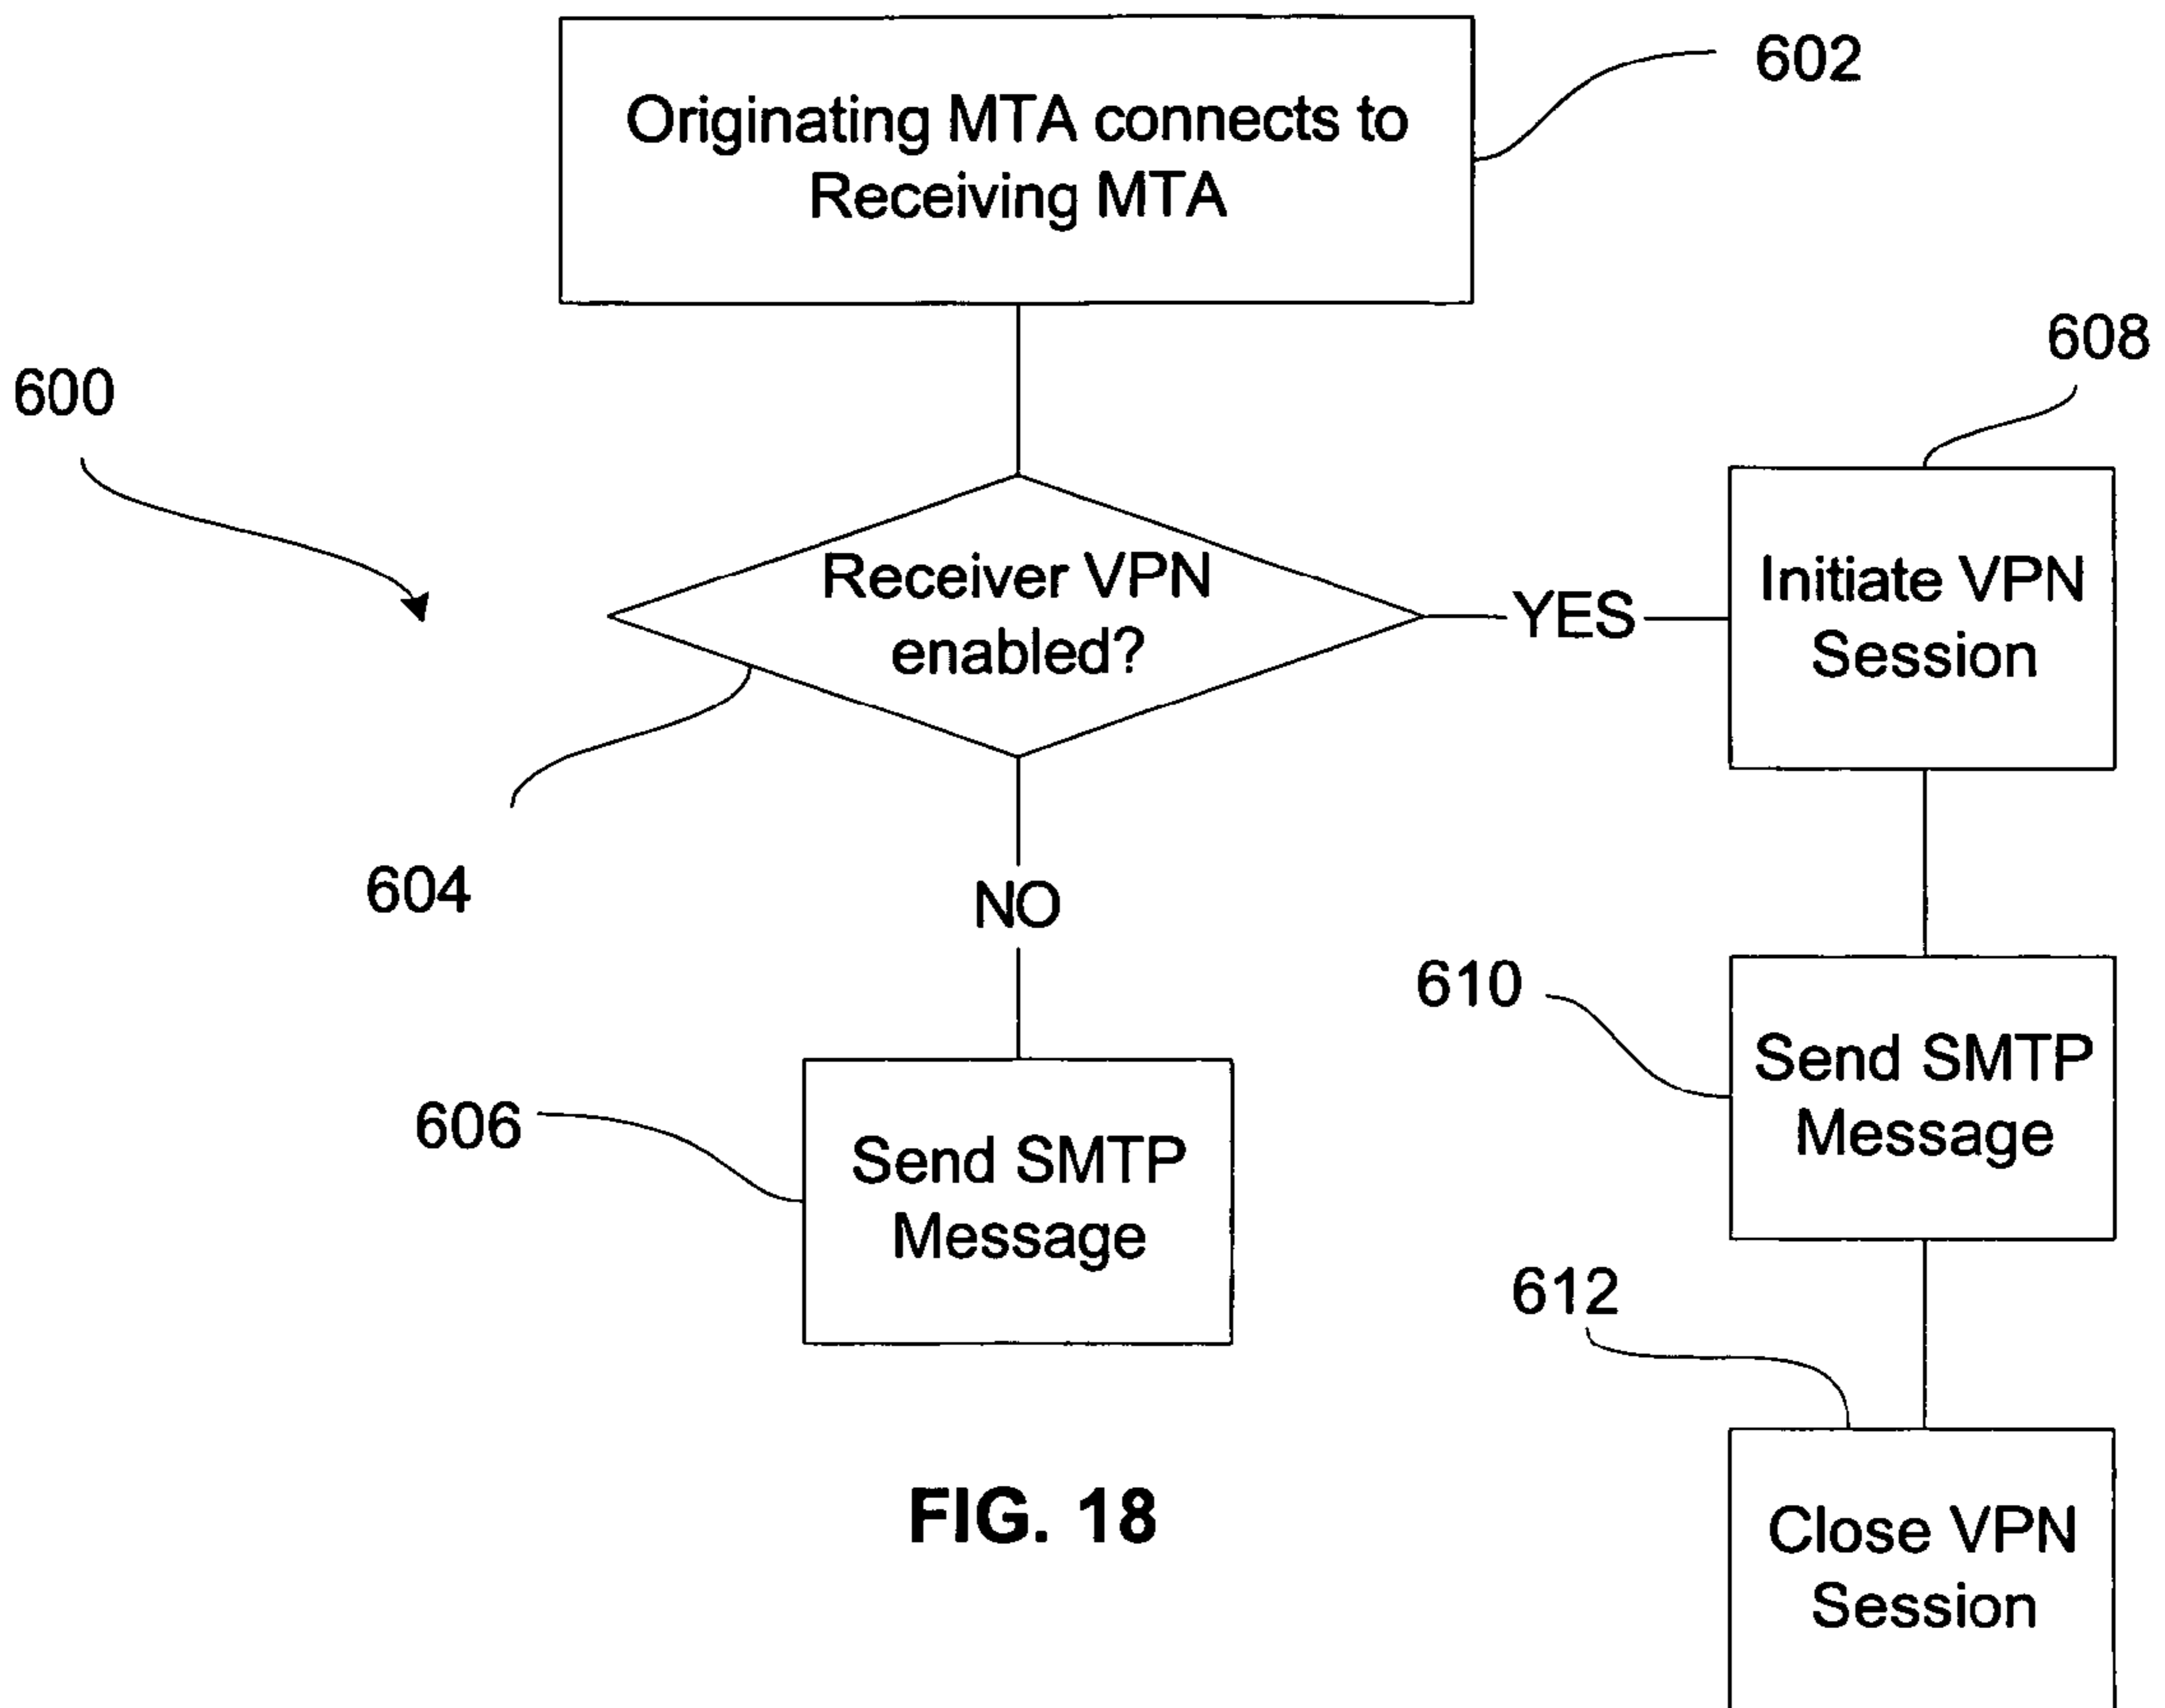 Originating MTA connects to
Receiving MTA
602
600
608
Receiver VPN
enabled?
YES
Initiate VPN
Session
604
NO
610
Send SMTP
Message
606
Send SMTP
Message
612
FIG. 18
Close VPN
Session